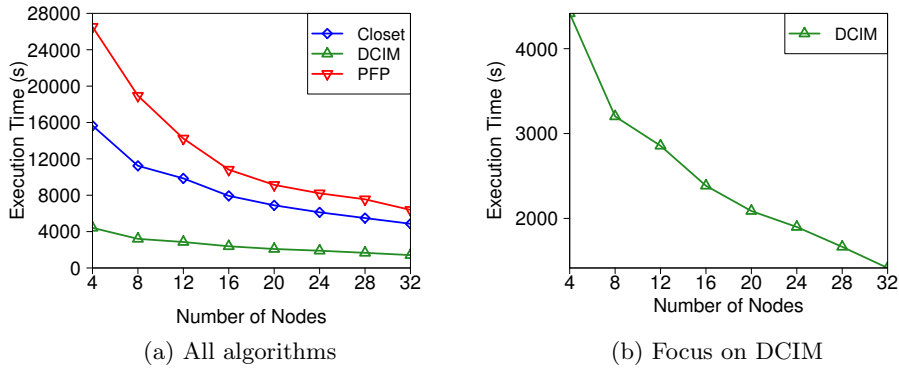 28000
24000
20000
16000
12000
8000
4000
0
Execution Time (s)
Closet
DCIM
PFP
4 8 12 16 20 24 28 32
Number of Nodes
(a) All algorithms
4000
3000
2000
Execution Time (s)
DCIM
4 8 12 16 20 24 28 32
Number of Nodes
(b) Focus on DCIM